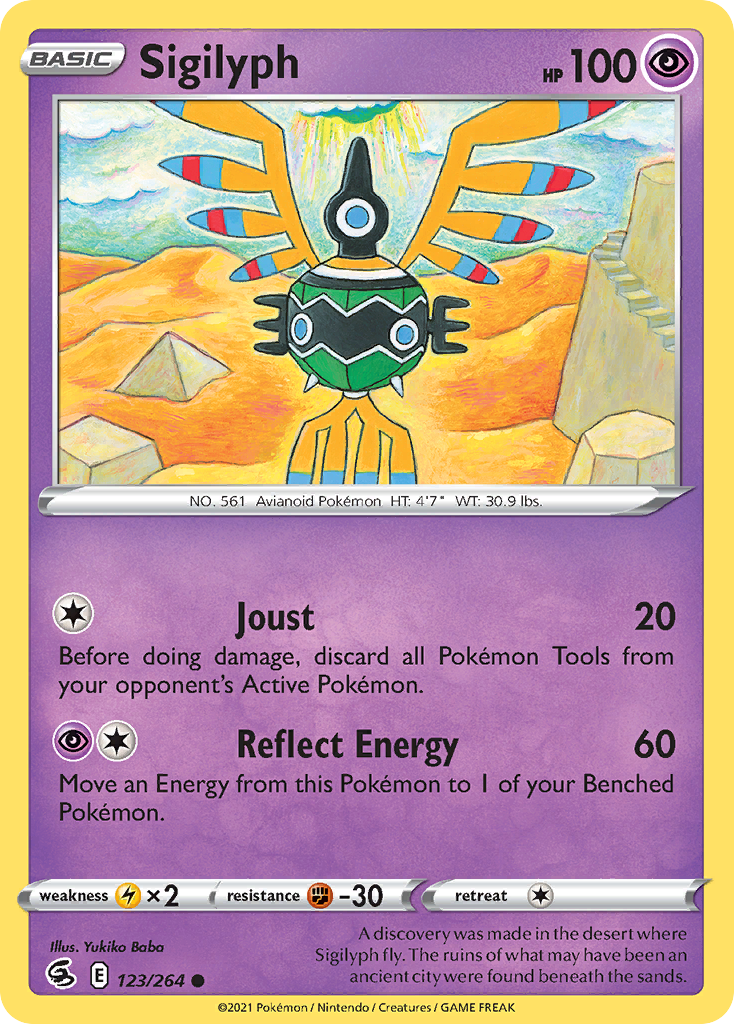 BASIC Sigilyph HP 100
NO. 561 Avianoid Pokémon HT: 4'7" WT: 30.9 lbs.
Joust 20
Before doing damage, discard all Pokémon Tools from
your opponent's Active Pokémon.
Reflect Energy 60
Move an Energy from this Pokémon to 1 of your Benched
Pokémon.
weakness ×2 resistance -30 retreat
Illus. Yukiko Baba
A discovery was made in the desert where
Sigilyph fly. The ruins of what may have been an
ancient city were found beneath the sands.
E 123/264
©2021 Pokémon / Nintendo / Creatures / GAME FREAK